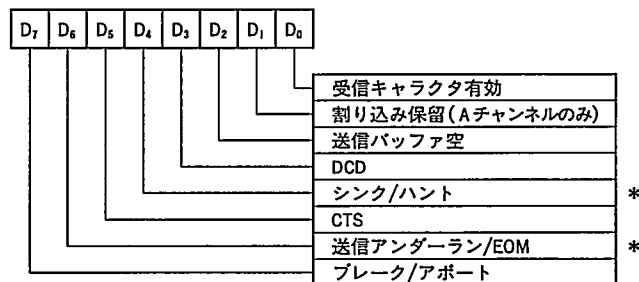 D₇ D₆ D₅ D₄ D₃ D₂ D₁ D₀
受信キャラクタ有効
割り込み保留(Aチャンネルのみ)
送信バッファ空
DCD
シンク/ハント *
CTS
送信アンダーラン/EOM *
ブレーク/アボート